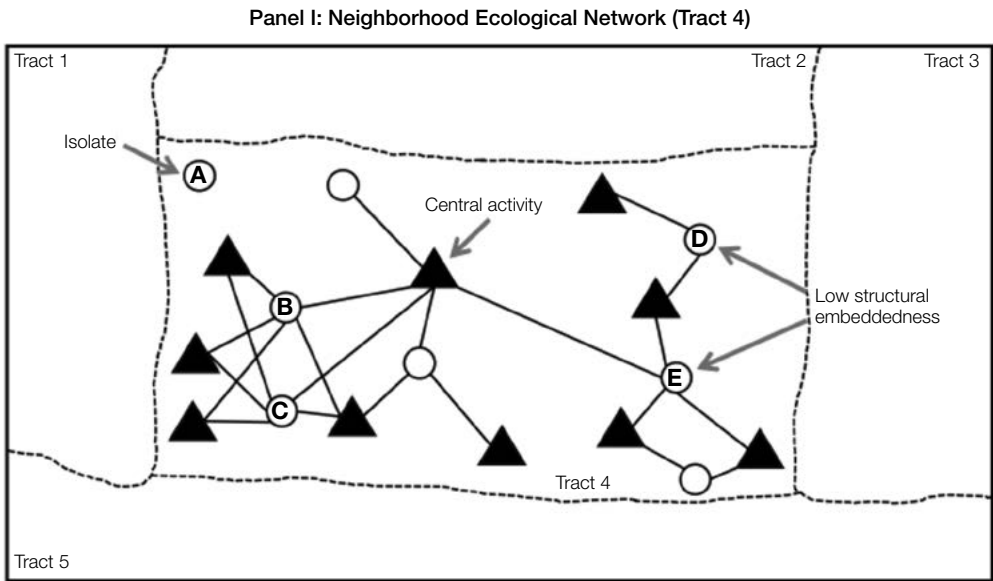 Panel I: Neighborhood Ecological Network (Tract 4)
Tract 1
Tract 2
Tract 3
Isolate
A
Central activity
D
B
Low structural
embeddedness
E
C
Tract 4
Tract 5